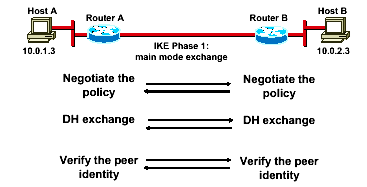 Host A
Router A
Router B
Host B
10.0.1.3
IKE Phase 1:
main mode exchange
10.0.2.3
Negotiate the
policy
Negotiate the
policy
DH exchange
DH exchange
Verify the peer
identity
Verify the peer
identity